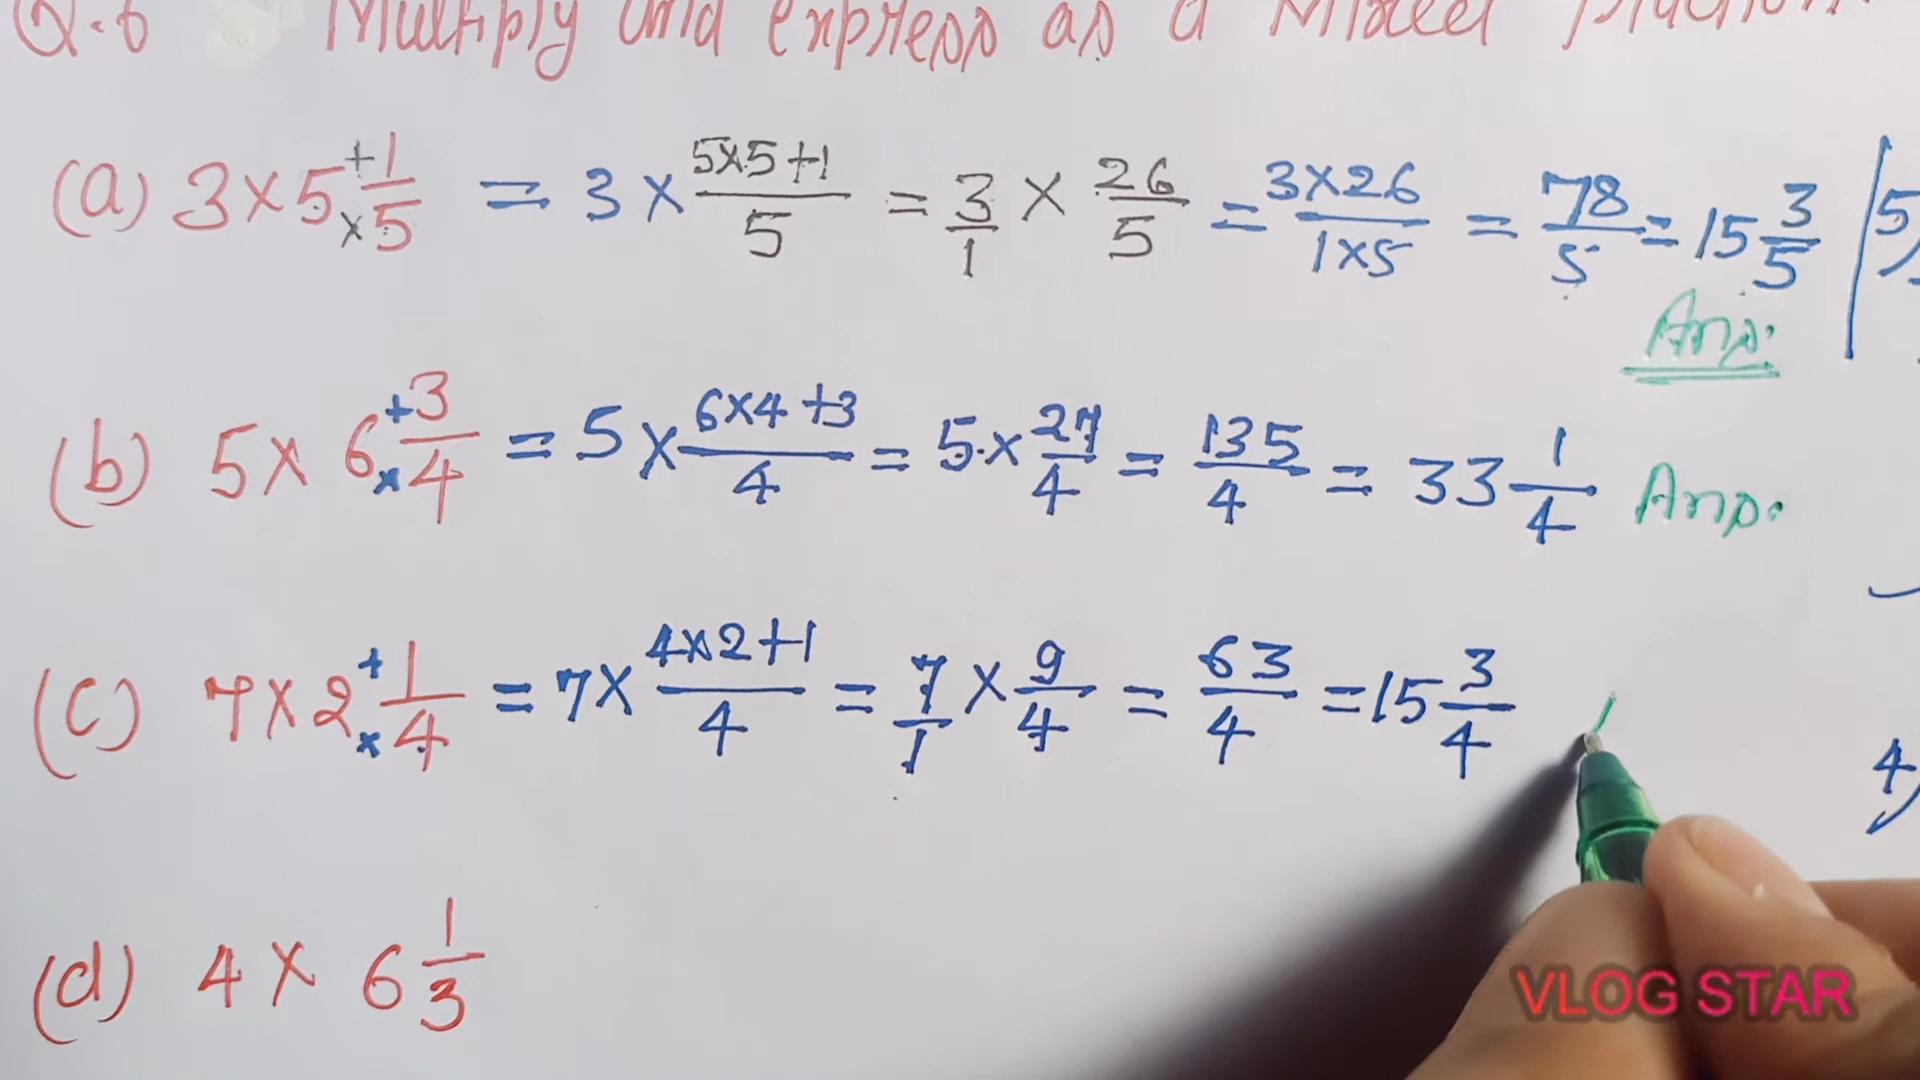 Q.6 Multiply and express as a Mixed fraction.
(a) 3 × 5 + 1/5 × = 3 × 5×5+1/5 = 3/1 × 26/5 = 3×26/1×5 = 78/5 = 15 3/5 | 5)
Ans.
(b) 5 × 6 + 3/4 × = 5 × 6×4+3/4 = 5 × 27/4 = 135/4 = 33 1/4 Ans.
(c) 7 × 2 + 1/4 × = 7 × 4×2+1/4 = 7/1 × 9/4 = 63/4 = 15 3/4
4)
(d) 4 × 6 1/3
VLOG STAR